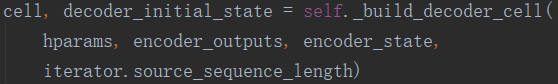 cell, decoder_initial_state = self._build_decoder_cell(
hparams, encoder_outputs, encoder_state,
iterator.source_sequence_length)